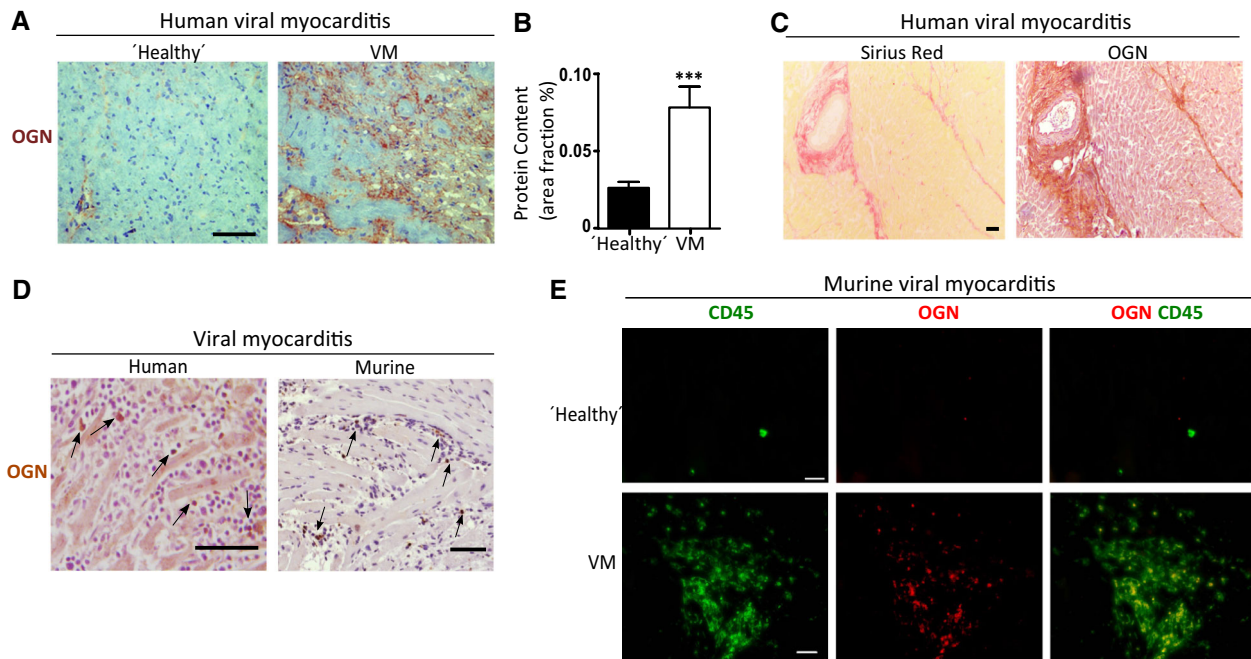 A
Human viral myocarditis
´Healthy´ VM
OGN
B
Protein Content
(area fraction %)
0.10
0.05
0
***
´Healthy´ VM
C
Human viral myocarditis
Sirius Red OGN
D
Viral myocarditis
Human Murine
OGN
E
Murine viral myocarditis
CD45 OGN OGN CD45
´Healthy´
VM